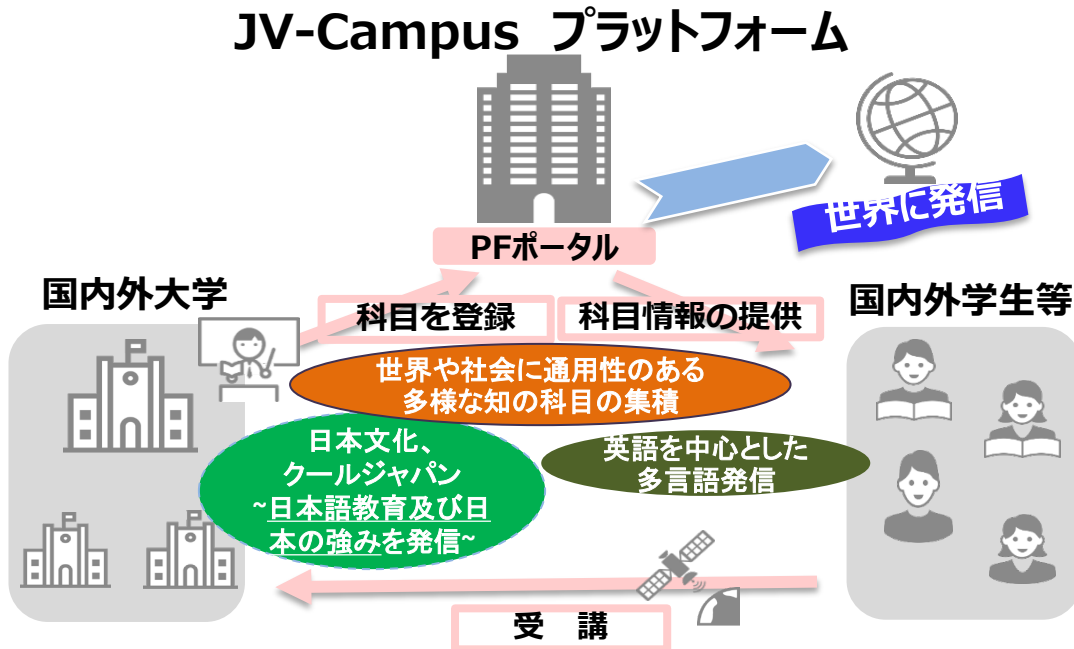 JV-Campus プラットフォーム
世界に発信
PFポータル
国内外大学
科目を登録
科目情報の提供
国内外学生等
世界や社会に通用性のある
多様な知の科目の集積
日本文化、
クールジャパン
~日本語教育及び日
本の強みを発信~
英語を中心とした
多言語発信
受　講